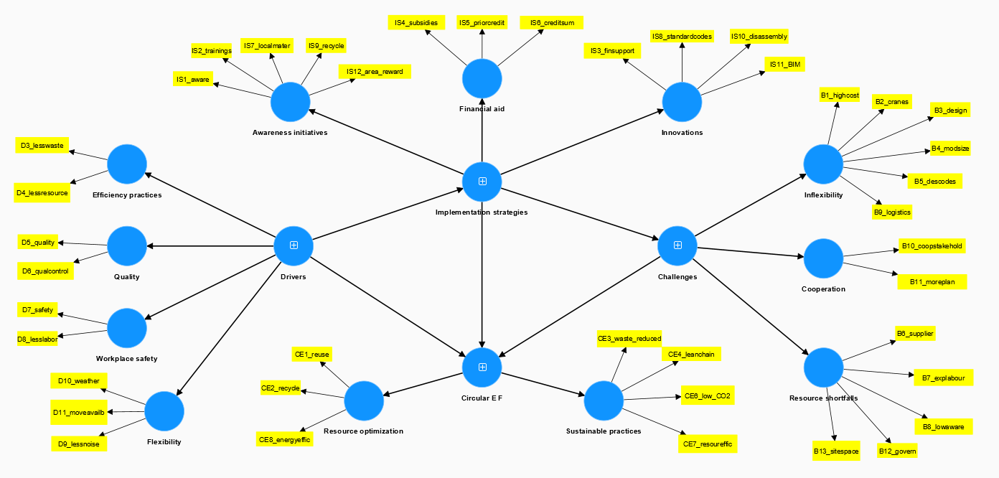 IS4_subsidies
IS5_priorcredit
IS6_creditsum
IS2_trainings
IS7_localmater
IS9_recycle
IS1_aware
IS12_area_reward
Awareness initiatives
Financial aid
IS3_finsupport
IS8_standardcodes
IS10_disassembly
IS11_BIM
Innovations
B1_highcost
B2_cranes
B3_design
B4_modsize
B5_descodes
B9_logistics
Inflexibility
D3_lesswaste
D4_lessresource
Efficiency practices
Implementation strategies
D5_quality
D6_qualcontrol
Quality
Drivers
Challenges
B10_coopstakehold
B11_moreplan
Cooperation
D7_safety
D8_lesslabor
Workplace safety
D10_weather
D11_moveavailb
D9_lessnoise
Flexibility
CE1_reuse
CE2_recycle
CE8_energyeffic
Resource optimization
Circular E F
CE3_waste_reduced
CE4_leanchain
CE6_low_CO2
CE7_resoureffic
Sustainable practices
B6_supplier
B7_explabour
Resource shortfalls
B8_lowaware
B12_govern
B13_sitespace